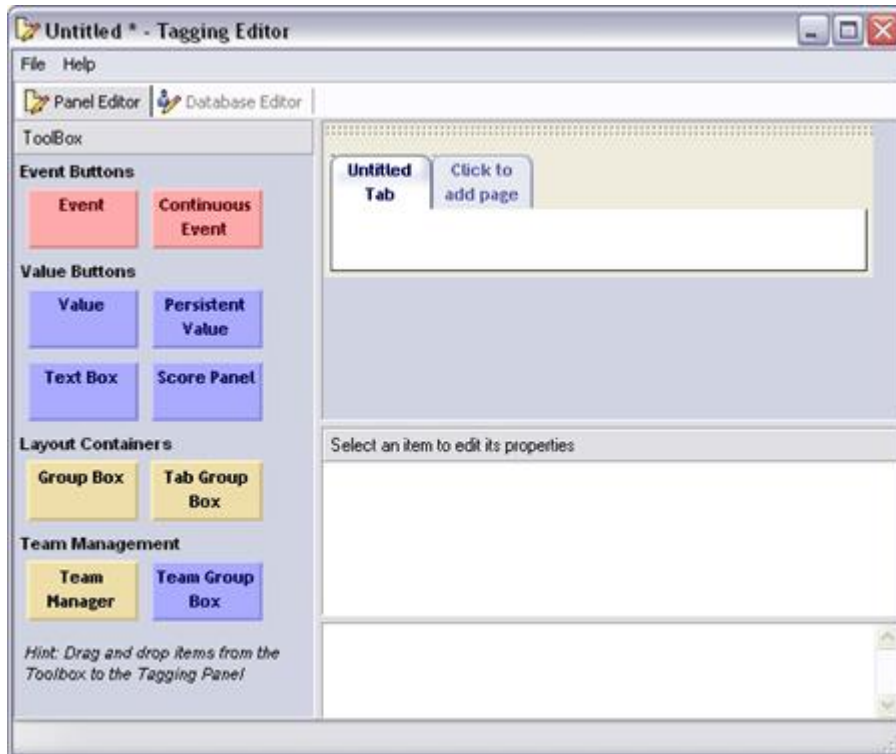 Untitled * - Tagging Editor
File Help
Panel Editor Database Editor
ToolBox
Event Buttons
Event
Continuous
Event
Value Buttons
Value
Persistent
Value
Text Box
Score Panel
Layout Containers
Group Box
Tab Group
Box
Team Management
Team
Manager
Team Group
Box
Hint: Drag and drop items from the
Toolbox to the Tagging Panel
Untitled
Tab
Click to
add page
Select an item to edit its properties